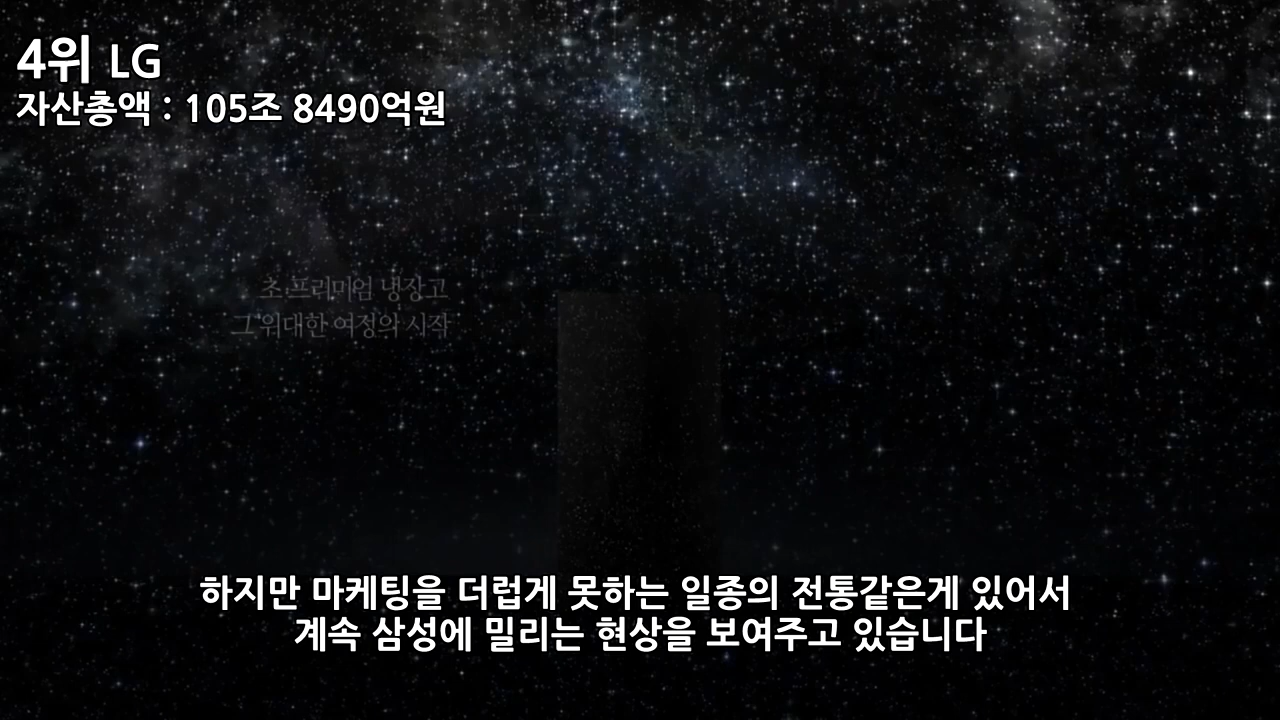 4위 LG
자산총액 : 105조 8490억원
초프리미엄 냉장고
그 위대한 여정의 시작
하지만 마케팅을 더럽게 못하는 일종의 전통같은게 있어서
계속 삼성에 밀리는 현상을 보여주고 있습니다